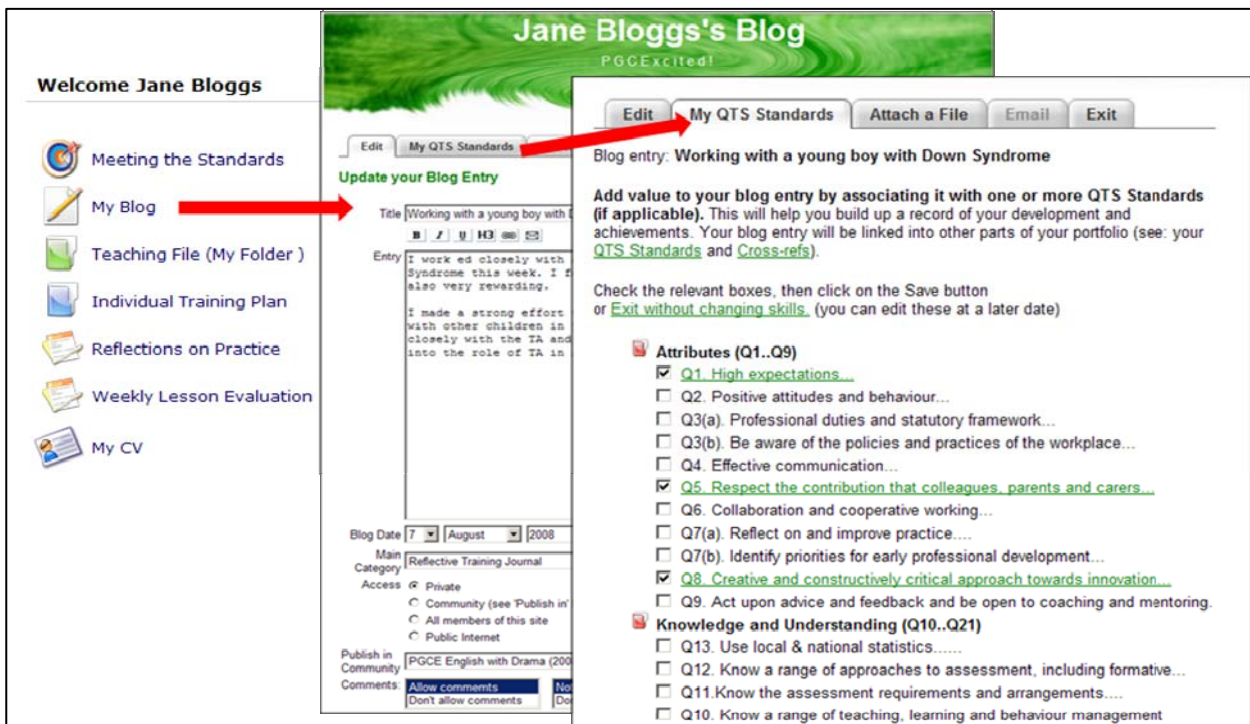 Welcome Jane Bloggs
Meeting the Standards
My Blog
Teaching File (My Folder )
Individual Training Plan
Reflections on Practice
Weekly Lesson Evaluation
My CV
Jane Bloggs's Blog
PGCExcited!
Edit My QTS Standards
Update your Blog Entry
Title Working with a young boy with
B I U H3
Entry I work ed closely with
Syndrome this week. I
also very rewarding.
I made a strong effort
with other children in
closely with the TA and
into the role of TA in
Blog Date 7 August 2008
Main
Category Reflective Training Journal
Access Private
Community (see 'Publish in'
All members of this site
Public Internet
Publish in
Community PGCE English with Drama (200
Comments: Allow commemts
Don't allow comments
Edit My QTS Standards Attach a File Email Exit
Blog entry: Working with a young boy with Down Syndrome
Add value to your blog entry by associating it with one or more QTS Standards
(if applicable). This will help you build up a record of your development and
achievements. Your blog entry will be linked into other parts of your portfolio (see: your
QTS Standards and Cross-refs).
Check the relevant boxes, then click on the Save button
or Exit without changing skills. (you can edit these at a later date)
Attributes (Q1..Q9)
Q1. High expectations...
Q2. Positive attitudes and behaviour...
Q3(a). Professional duties and statutory framework...
Q3(b). Be aware of the policies and practices of the workplace...
Q4. Effective communication...
Q5. Respect the contribution that colleagues, parents and carers...
Q6. Collaboration and cooperative working...
Q7(a). Reflect on and improve practice....
Q7(b). Identify priorities for early professional development...
Q8. Creative and constructively critical approach towards innovation...
Q9. Act upon advice and feedback and be open to coaching and mentoring.
Knowledge and Understanding (Q10..Q21)
Q13. Use local & national statistics......
Q12. Know a range of approaches to assessment, including formative...
Q11.Know the assessment requirements and arrangements....
Q10. Know a range of teaching, learning and behaviour management